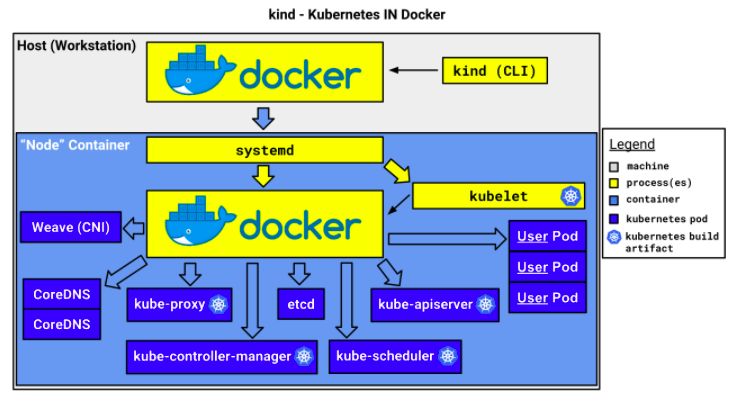 kind - Kubernetes IN Docker
Host (Workstation)
docker
kind (CLI)
"Node" Container
systemd
kubelet
docker
Weave (CNI)
User Pod
User Pod
User Pod
CoreDNS
CoreDNS
kube-proxy
etcd
kube-apiserver
kube-controller-manager
kube-scheduler
Legend
machine
process(es)
container
kubernetes pod
kubernetes build
artifact